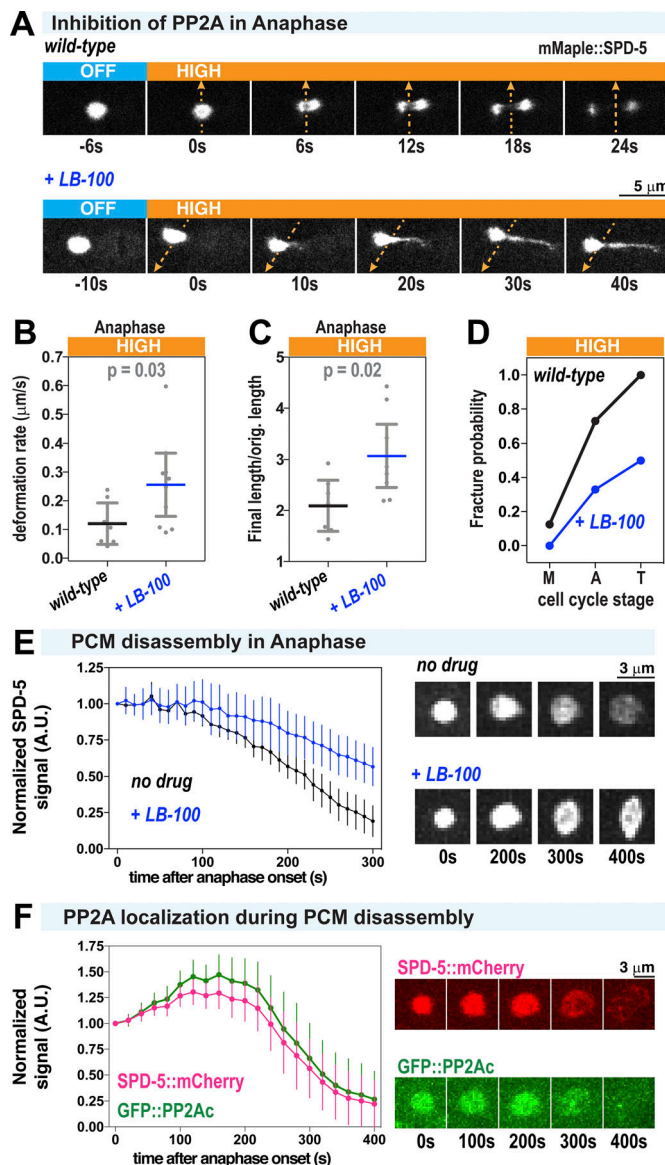 A Inhibition of PP2A in Anaphase
wild-type mMaple::SPD-5
OFF HIGH
-6s 0s 6s 12s 18s 24s
+ LB-100 5 μm
OFF HIGH
-10s 0s 10s 20s 30s 40s
B Anaphase
HIGH
p = 0.03
deformation rate (μm/s)
0.7
0.6
0.5
0.4
0.3
0.2
0.1
0.0
wild-type + LB-100
C Anaphase
HIGH
p = 0.02
Final length/orig. length
5
4
3
2
1
wild-type + LB-100
D
HIGH
wild-type
+ LB-100
Fracture probability
1.0
0.8
0.6
0.4
0.2
0.0
M A T
cell cycle stage
E PCM disassembly in Anaphase
Normalized SPD-5
signal (A.U.)
1.25
1.00
0.75
0.50
0.25
0.00
no drug
+ LB-100
0 100 200 300
time after anaphase onset (s)
no drug 3 μm
+ LB-100
0s 200s 300s 400s
F PP2A localization during PCM disassembly
Normalized
signal (A.U.)
1.75
1.50
1.25
1.00
0.75
0.50
0.25
0.00
SPD-5::mCherry
GFP::PP2Ac
0 100 200 300 400
time after anaphase onset (s)
SPD-5::mCherry 3 μm
GFP::PP2Ac
0s 100s 200s 300s 400s